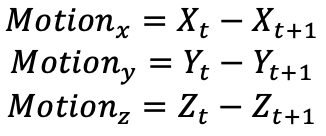 Motion_x = X_t − X_{t+1}
Motion_y = Y_t − Y_{t+1}
Motion_z = Z_t − Z_{t+1}